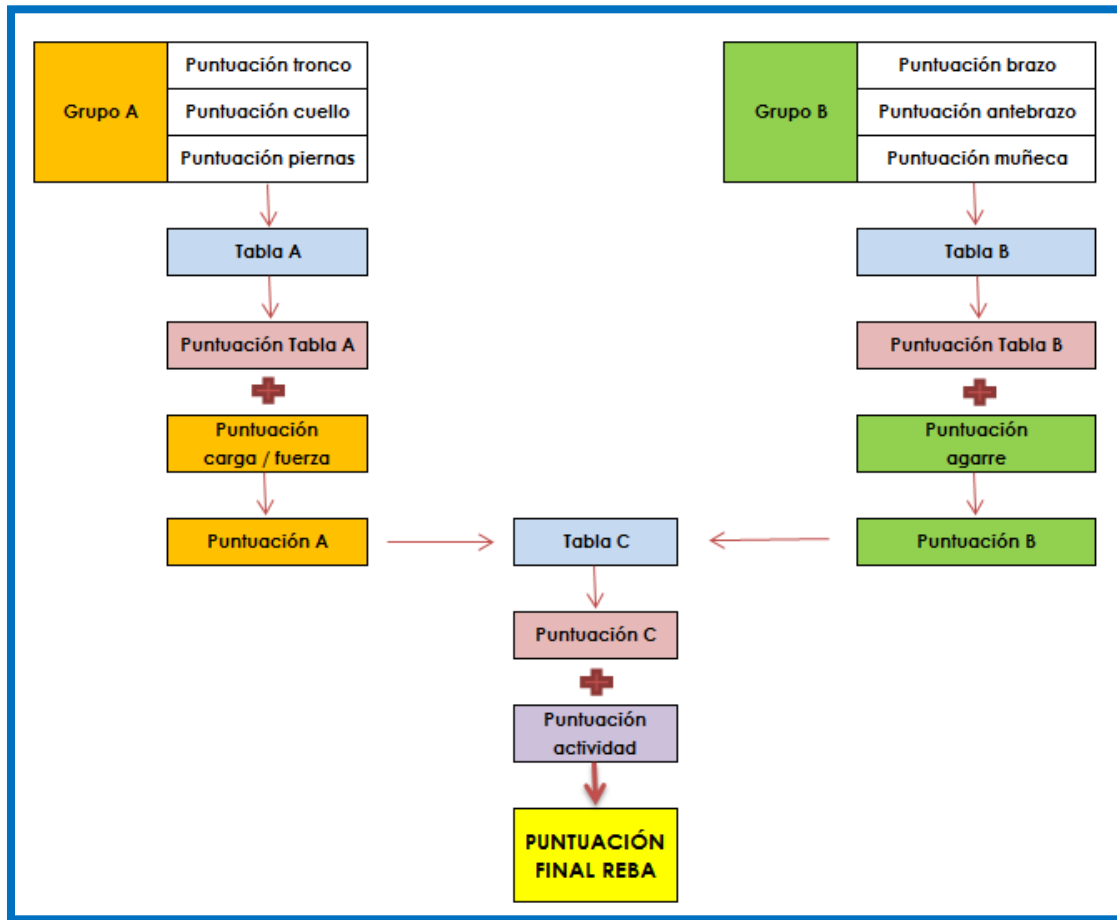 Grupo A
Puntuación tronco
Puntuación cuello
Puntuación piernas
Tabla A
Puntuación Tabla A
Puntuación
carga / fuerza
Puntuación A
Grupo B
Puntuación brazo
Puntuación antebrazo
Puntuación muñeca
Tabla B
Puntuación Tabla B
Puntuación
agarre
Puntuación B
Tabla C
Puntuación C
Puntuación
actividad
PUNTUACIÓN
FINAL REBA